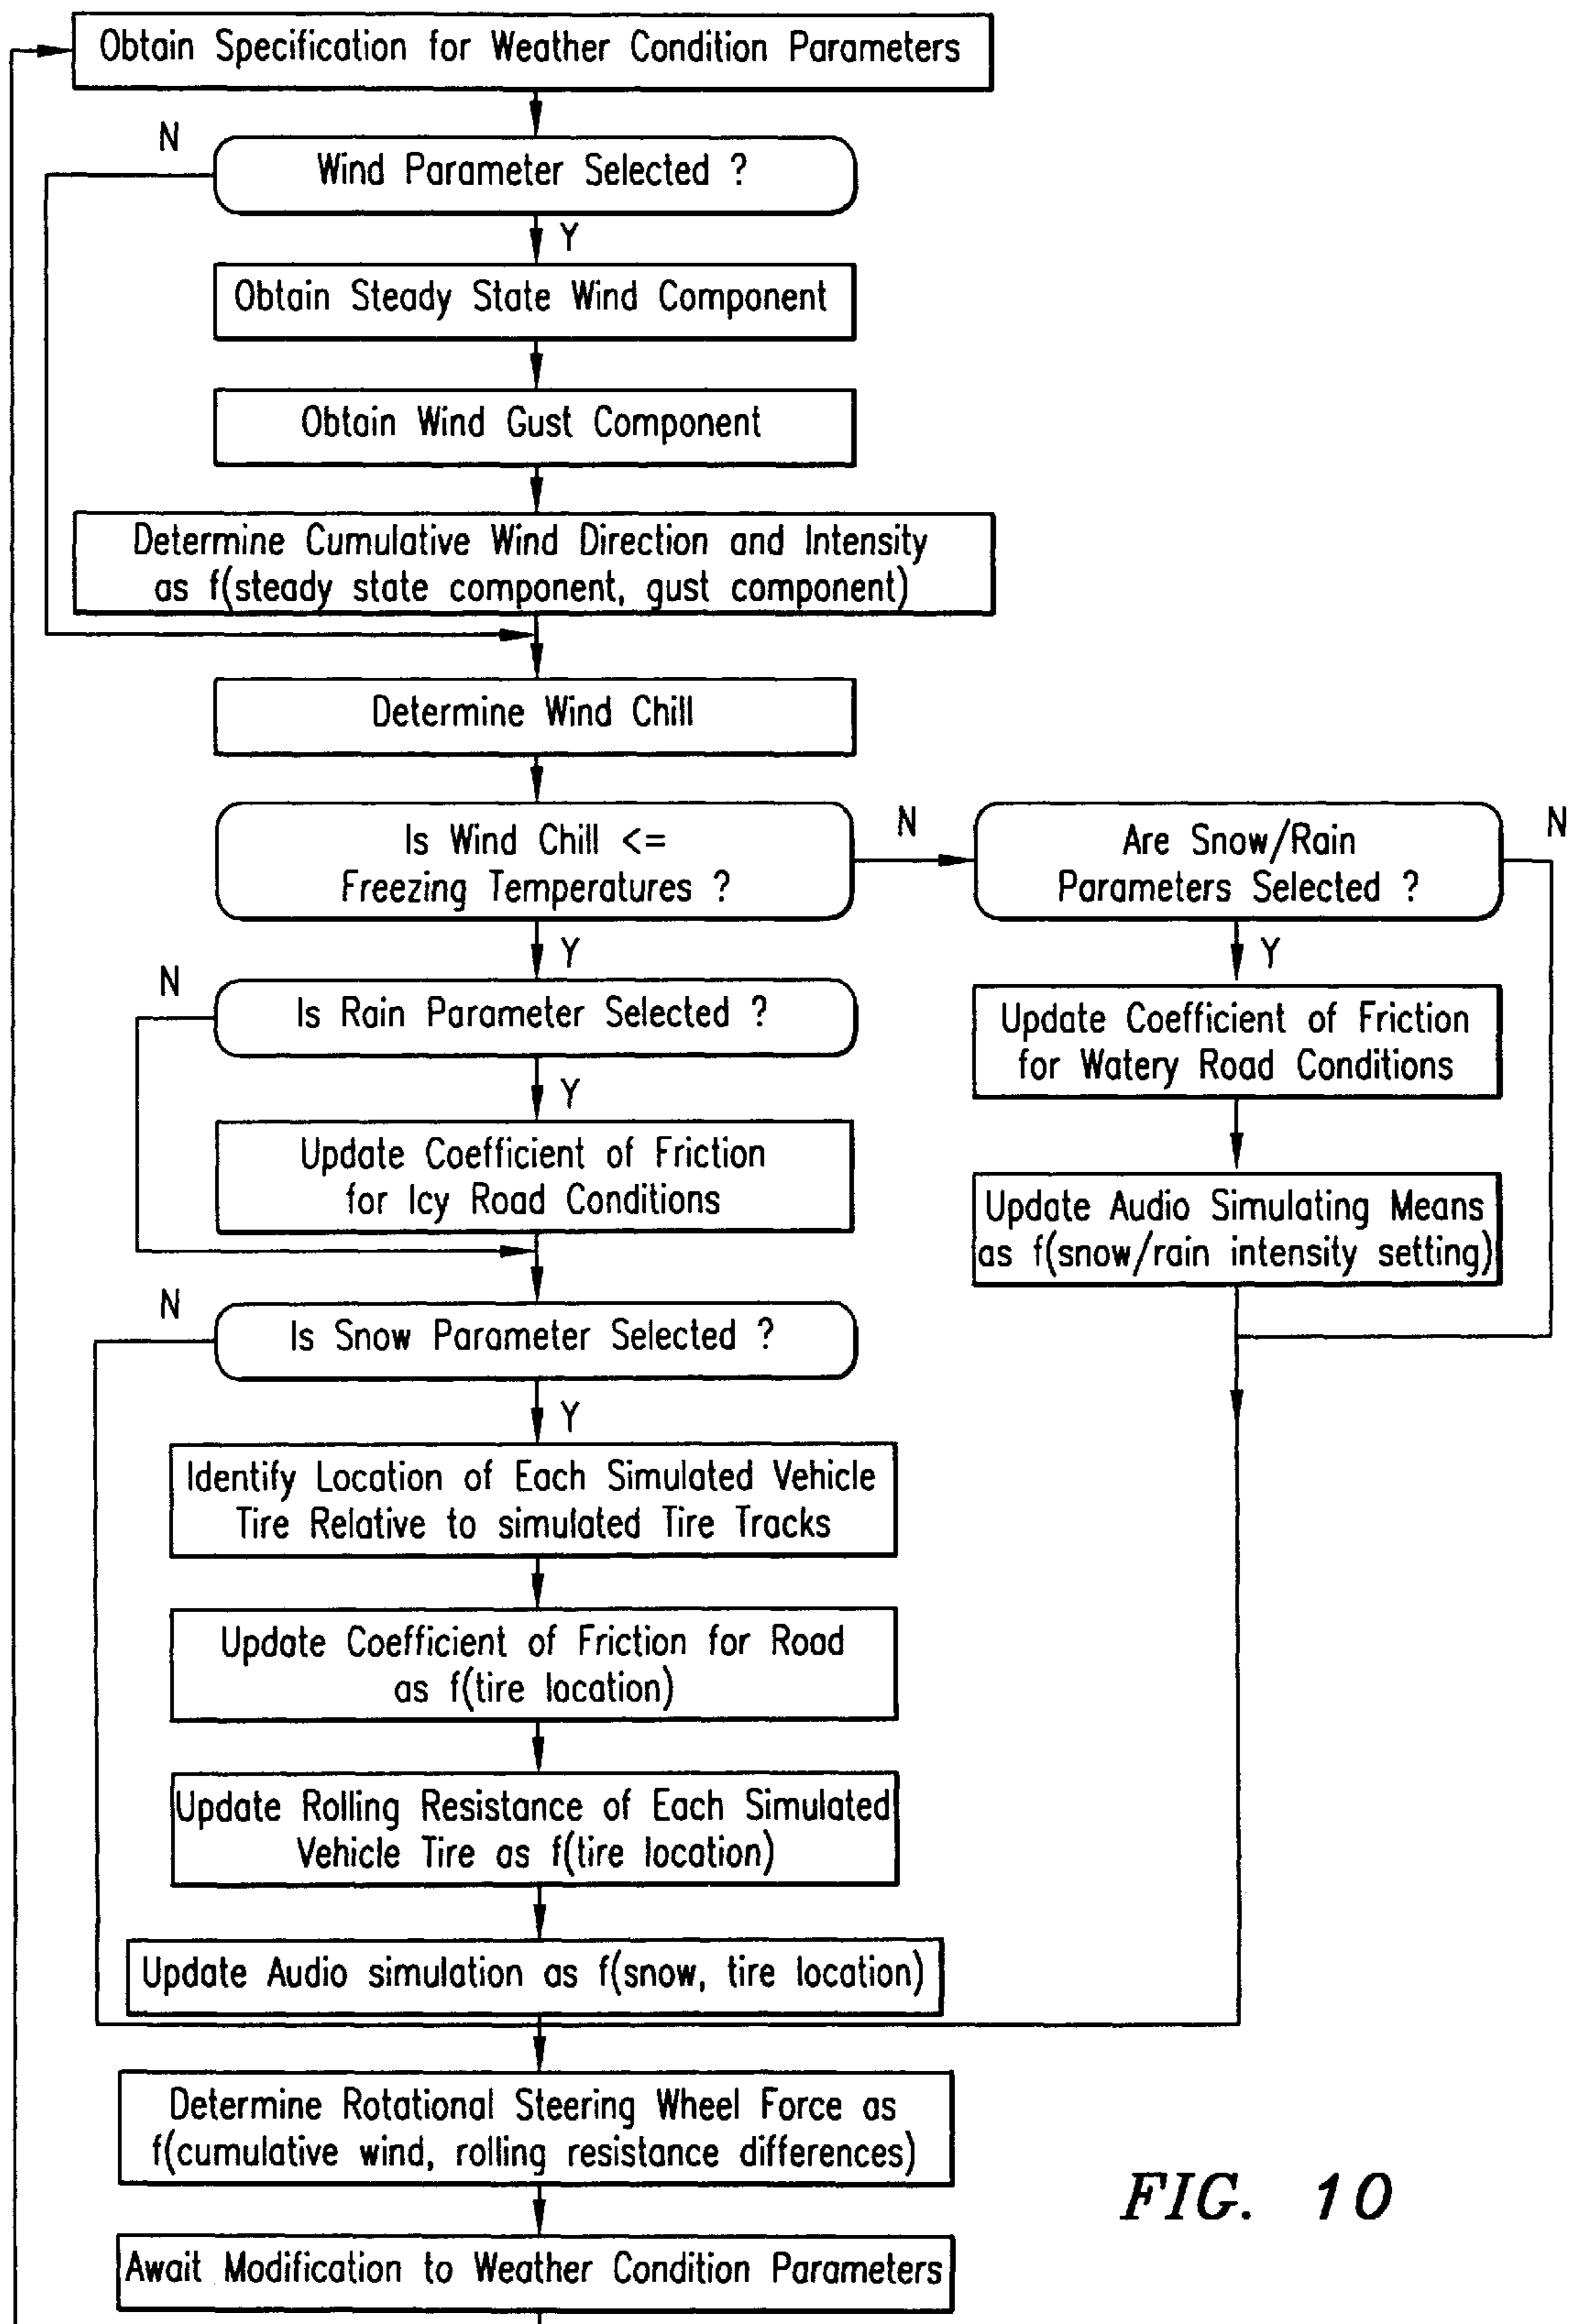 Obtain Specification for Weather Condition Parameters
N
Wind Parameter Selected ?
Y
Obtain Steady State Wind Component
Obtain Wind Gust Component
Determine Cumulative Wind Direction and Intensity
as f(steady state component, gust component)
Determine Wind Chill
Is Wind Chill <=
Freezing Temperatures ?
N
Are Snow/Rain
Parameters Selected ?
N
Y
Y
N
Is Rain Parameter Selected ?
Update Coefficient of Friction
for Watery Road Conditions
Y
Update Coefficient of Friction
for Icy Road Conditions
Update Audio Simulating Means
as f(snow/rain intensity setting)
N
Is Snow Parameter Selected ?
Y
Identify Location of Each Simulated Vehicle
Tire Relative to simulated Tire Tracks
Update Coefficient of Friction for Road
as f(tire location)
Update Rolling Resistance of Each Simulated
Vehicle Tire as f(tire location)
Update Audio simulation as f(snow, tire location)
Determine Rotational Steering Wheel Force as
f(cumulative wind, rolling resistance differences)
Await Modification to Weather Condition Parameters
FIG. 10